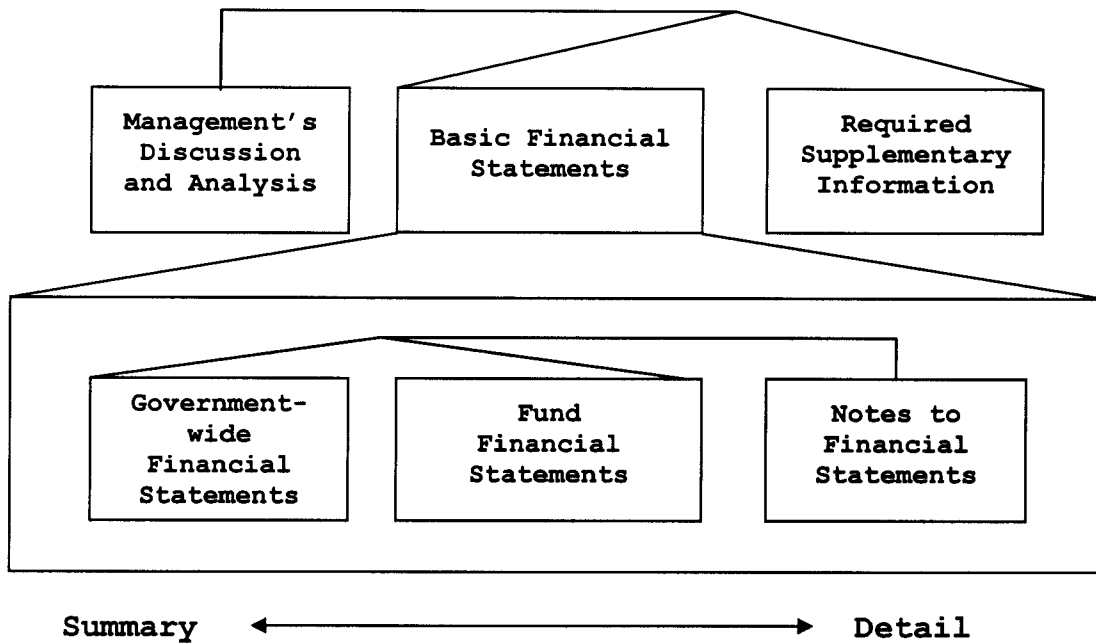 Management's
Discussion
and Analysis
Basic Financial
Statements
Required
Supplementary
Information
Government-
wide
Financial
Statements
Fund
Financial
Statements
Notes to
Financial
Statements
Summary
Detail